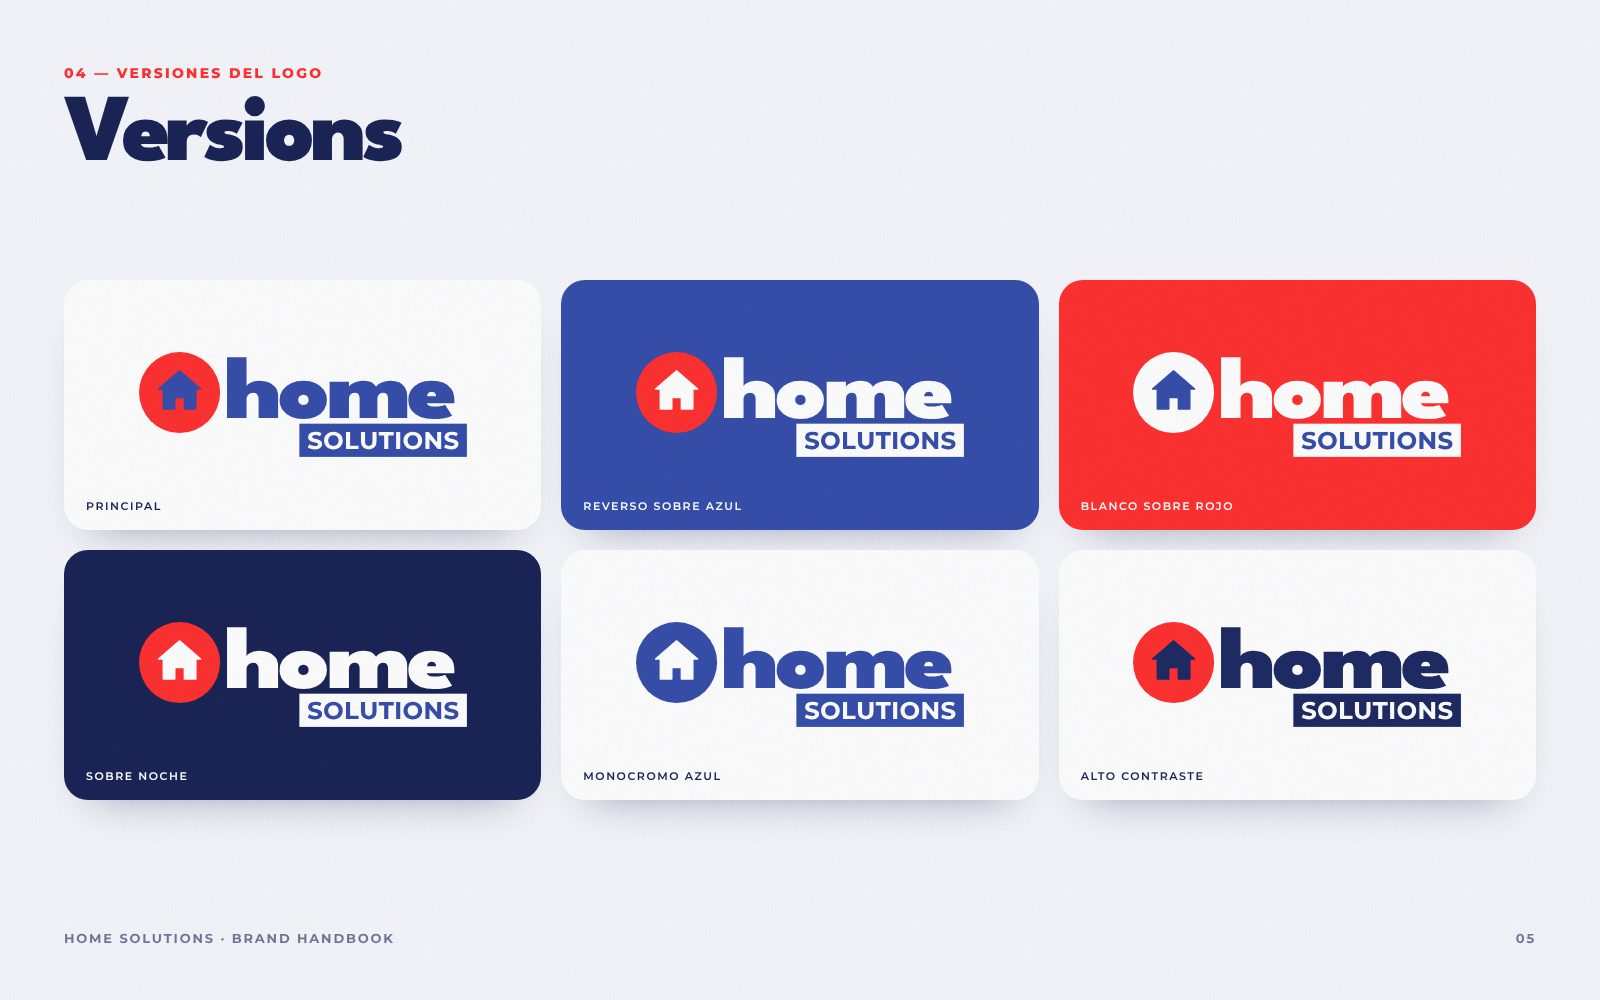 04 — VERSIONES DEL LOGO
Versions
home
SOLUTIONS
PRINCIPAL
home
SOLUTIONS
REVERSO SOBRE AZUL
home
SOLUTIONS
BLANCO SOBRE ROJO
home
SOLUTIONS
SOBRE NOCHE
home
SOLUTIONS
MONOCROMO AZUL
home
SOLUTIONS
ALTO CONTRASTE
HOME SOLUTIONS · BRAND HANDBOOK
05